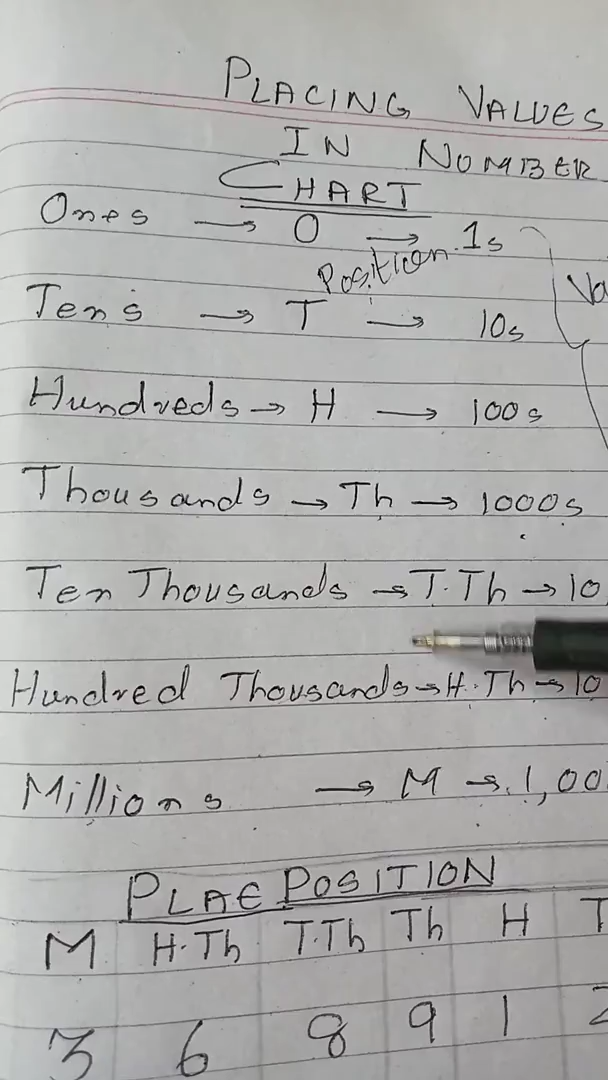 PLACING VALUES
IN NUMBER
CHART
Ones → O → 1s
Position
Tens → T → 10s
Hundreds → H → 100s
Thousands → Th → 1000s
Ten Thousands → T.Th → 10
Hundred Thousands → H.Th → 10
Millions → M → 1,00
PLAE POSITION
M H.Th T.Th Th H T
3 6 8 9 1 2